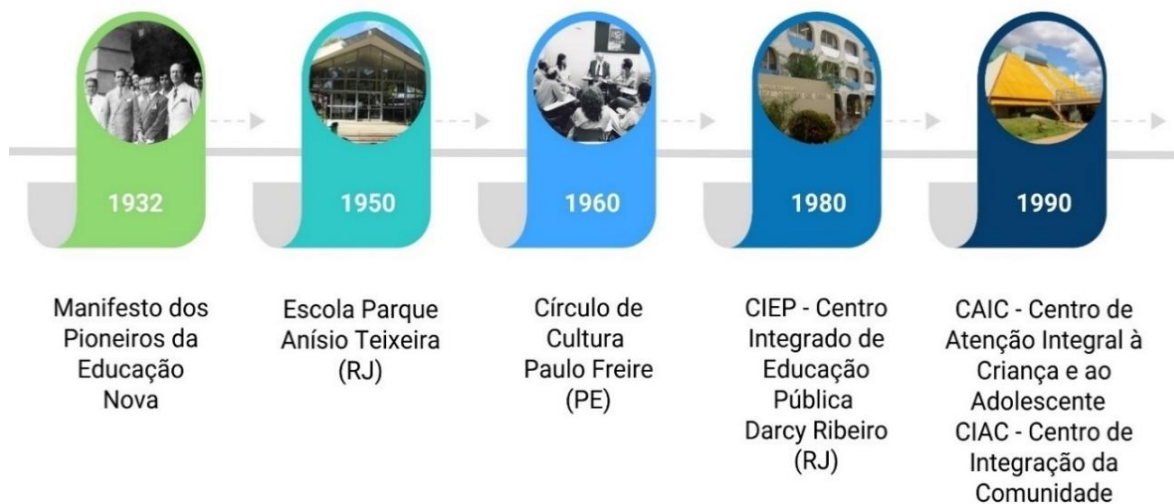 1932
1950
1960
1980
1990
Manifesto dos
Pioneiros da
Educação
Nova
Escola Parque
Anísio Teixeira
(RJ)
Círculo de
Cultura
Paulo Freire
(PE)
CIEP - Centro
Integrado de
Educação
Pública
Darcy Ribeiro
(RJ)
CAIC - Centro de
Atenção Integral à
Criança e ao
Adolescente
CIAC - Centro de
Integração da
Comunidade